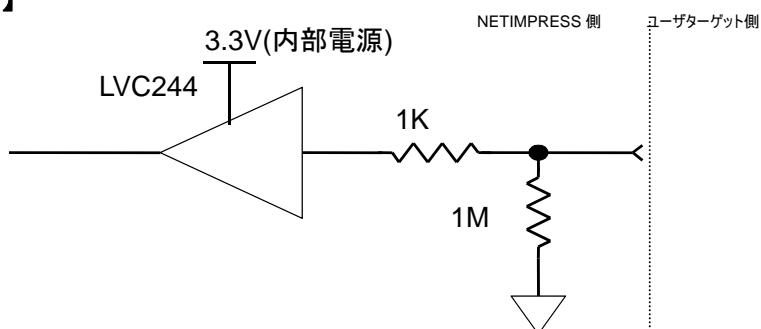 】
NETIMPRESS 側
ユーザターゲット側
3.3V(内部電源)
LVC244
1K
1M